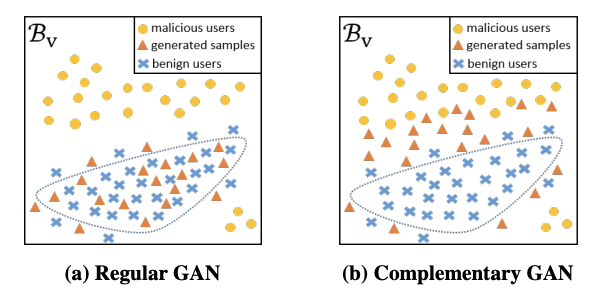 𝓑v
malicious users
generated samples
benign users
(a) Regular GAN
𝓑v
malicious users
generated samples
benign users
(b) Complementary GAN